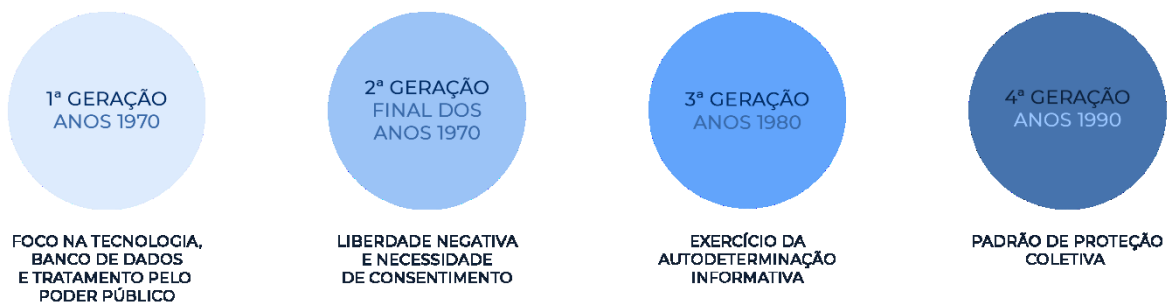 1ª GERAÇÃO
ANOS 1970
FOCO NA TECNOLOGIA,
BANCO DE DADOS
E TRATAMENTO PELO
PODER PÚBLICO
2ª GERAÇÃO
FINAL DOS
ANOS 1970
LIBERDADE NEGATIVA
E NECESSIDADE
DE CONSENTIMENTO
3ª GERAÇÃO
ANOS 1980
EXERCÍCIO DA
AUTODETERMINAÇÃO
INFORMATIVA
4ª GERAÇÃO
ANOS 1990
PADRÃO DE PROTEÇÃO
COLETIVA